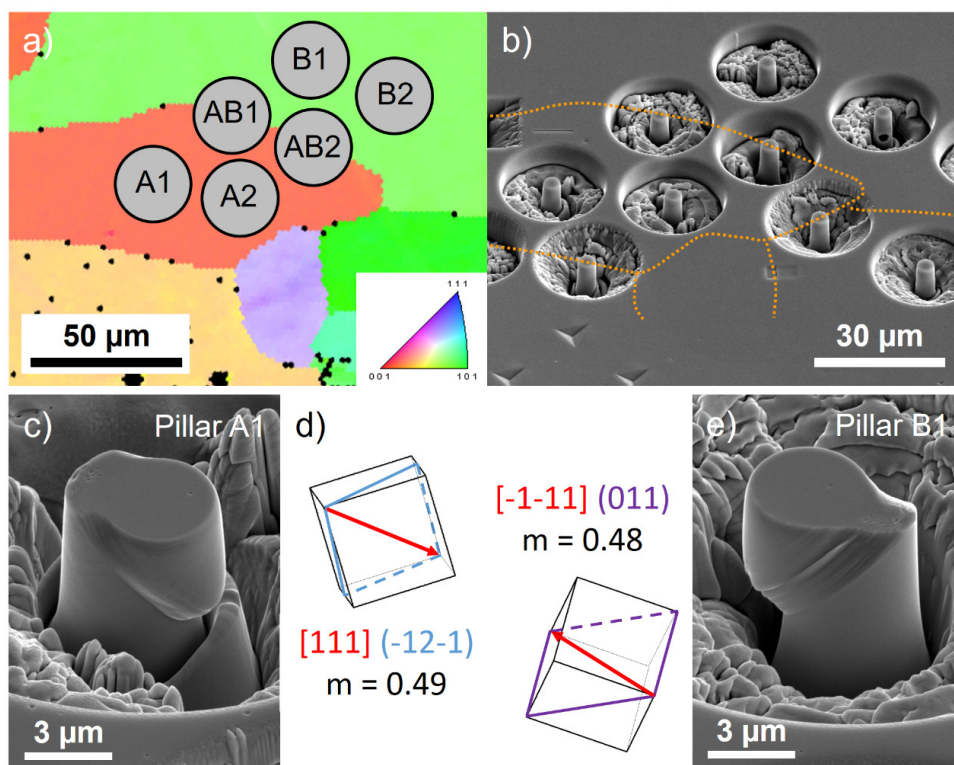 a)
B1
B2
AB1
AB2
A1
A2
50 µm
111
001
101
b)
30 µm
c)
Pillar A1
3 µm
d)
[111] (-12-1)
m = 0.49
[-1-11] (011)
m = 0.48
e)
Pillar B1
3 µm